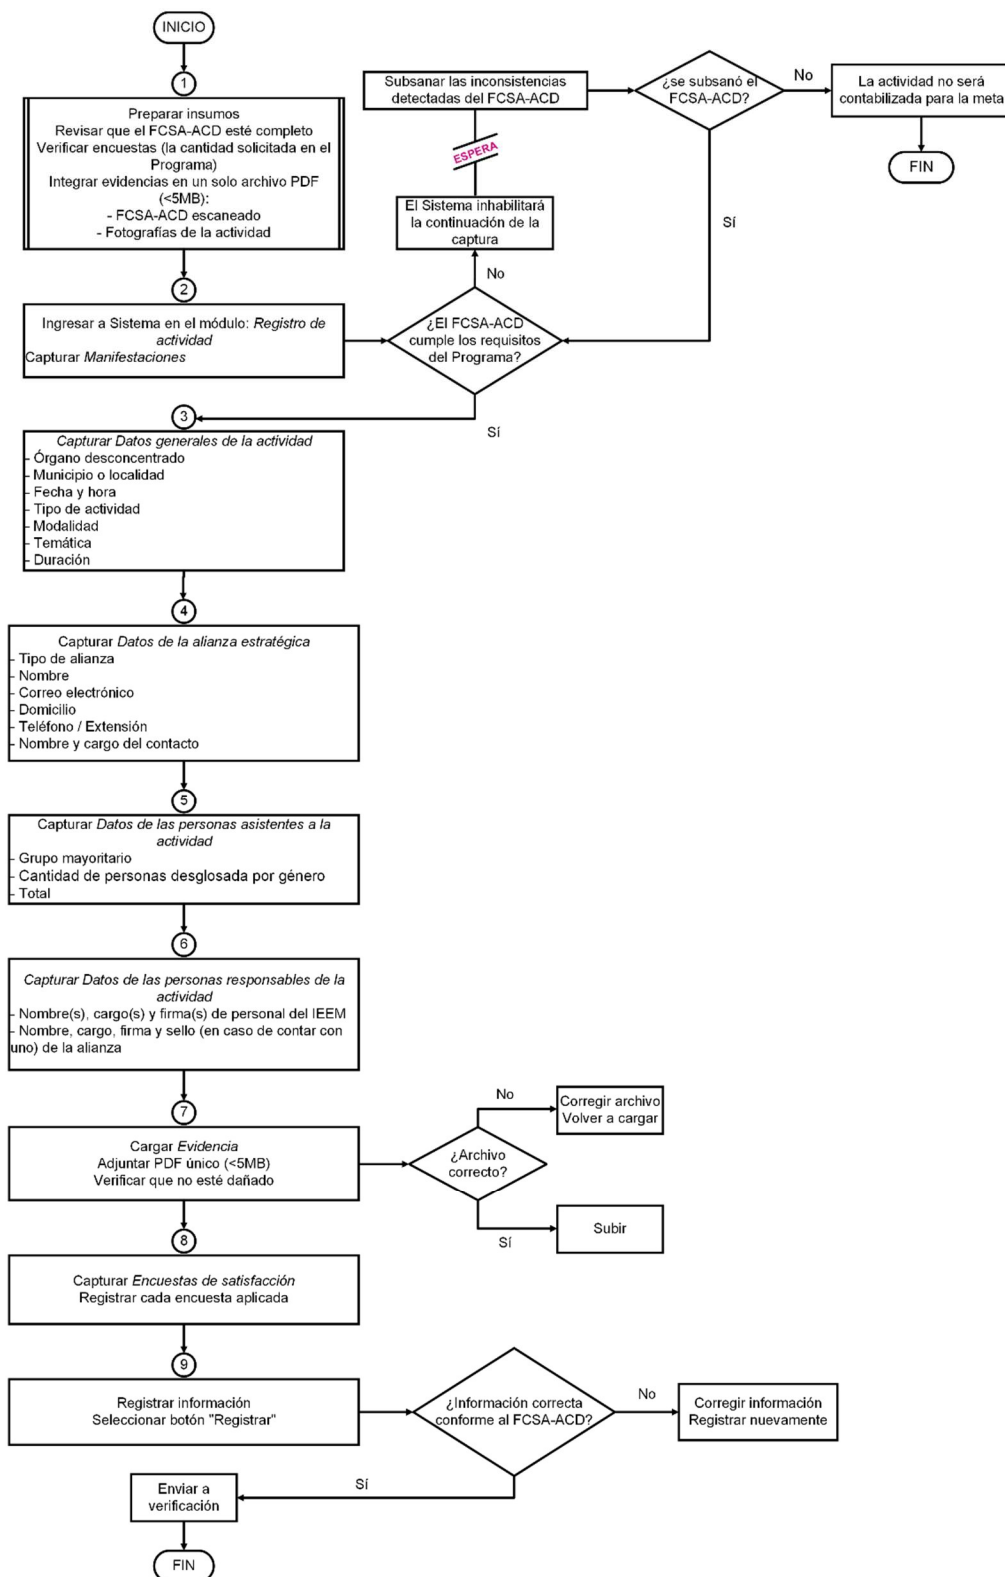 INICIO
1
Preparar insumos
Revisar que el FCSA-ACD esté completo
Verificar encuestas (la cantidad solicitada en el
Programa)
Integrar evidencias en un solo archivo PDF
(<5MB):
- FCSA-ACD escaneado
- Fotografías de la actividad
2
Ingresar a Sistema en el módulo: Registro de
actividad
Capturar Manifestaciones
¿El FCSA-ACD
cumple los requisitos
del Programa?
No
El Sistema inhabilitará
la continuación de la
captura
ESPERA
Subsanar las inconsistencias
detectadas del FCSA-ACD
¿se subsanó el
FCSA-ACD?
No
La actividad no será
contabilizada para la meta
FIN
Sí
Sí
3
Capturar Datos generales de la actividad
- Órgano desconcentrado
- Municipio o localidad
- Fecha y hora
- Tipo de actividad
- Modalidad
- Temática
- Duración
4
Capturar Datos de la alianza estratégica
- Tipo de alianza
- Nombre
- Correo electrónico
- Domicilio
- Teléfono / Extensión
- Nombre y cargo del contacto
5
Capturar Datos de las personas asistentes a la
actividad
- Grupo mayoritario
- Cantidad de personas desglosada por género
- Total
6
Capturar Datos de las personas responsables de la
actividad
- Nombre(s), cargo(s) y firma(s) de personal del IEEM
- Nombre, cargo, firma y sello (en caso de contar con
uno) de la alianza
7
Cargar Evidencia
Adjuntar PDF único (<5MB)
Verificar que no esté dañado
¿Archivo
correcto?
No
Corregir archivo
Volver a cargar
Sí
Subir
8
Capturar Encuestas de satisfacción
Registrar cada encuesta aplicada
9
Registrar información
Seleccionar botón "Registrar"
¿Información correcta
conforme al FCSA-ACD?
No
Corregir información
Registrar nuevamente
Sí
Enviar a
verificación
FIN